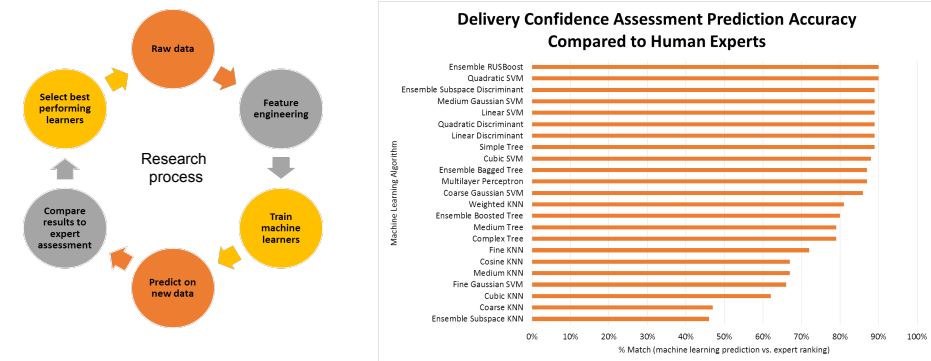 Raw data
Feature
engineering
Train
machine
learners
Predict on
new data
Compare
results to
expert
assessment
Select best
performing
learners
Research
process
Delivery Confidence Assessment Prediction Accuracy
Compared to Human Experts
Machine Learning Algorithm
Ensemble RUSBoost
Quadratic SVM
Ensemble Subspace Discriminant
Medium Gaussian SVM
Linear SVM
Quadratic Discriminant
Linear Discriminant
Simple Tree
Cubic SVM
Ensemble Bagged Tree
Multilayer Perceptron
Coarse Gaussian SVM
Weighted KNN
Ensemble Boosted Tree
Medium Tree
Complex Tree
Fine KNN
Cosine KNN
Medium KNN
Fine Gaussian SVM
Cubic KNN
Coarse KNN
Ensemble Subspace KNN
0% 10% 20% 30% 40% 50% 60% 70% 80% 90% 100%
% Match (machine learning prediction vs. expert ranking)